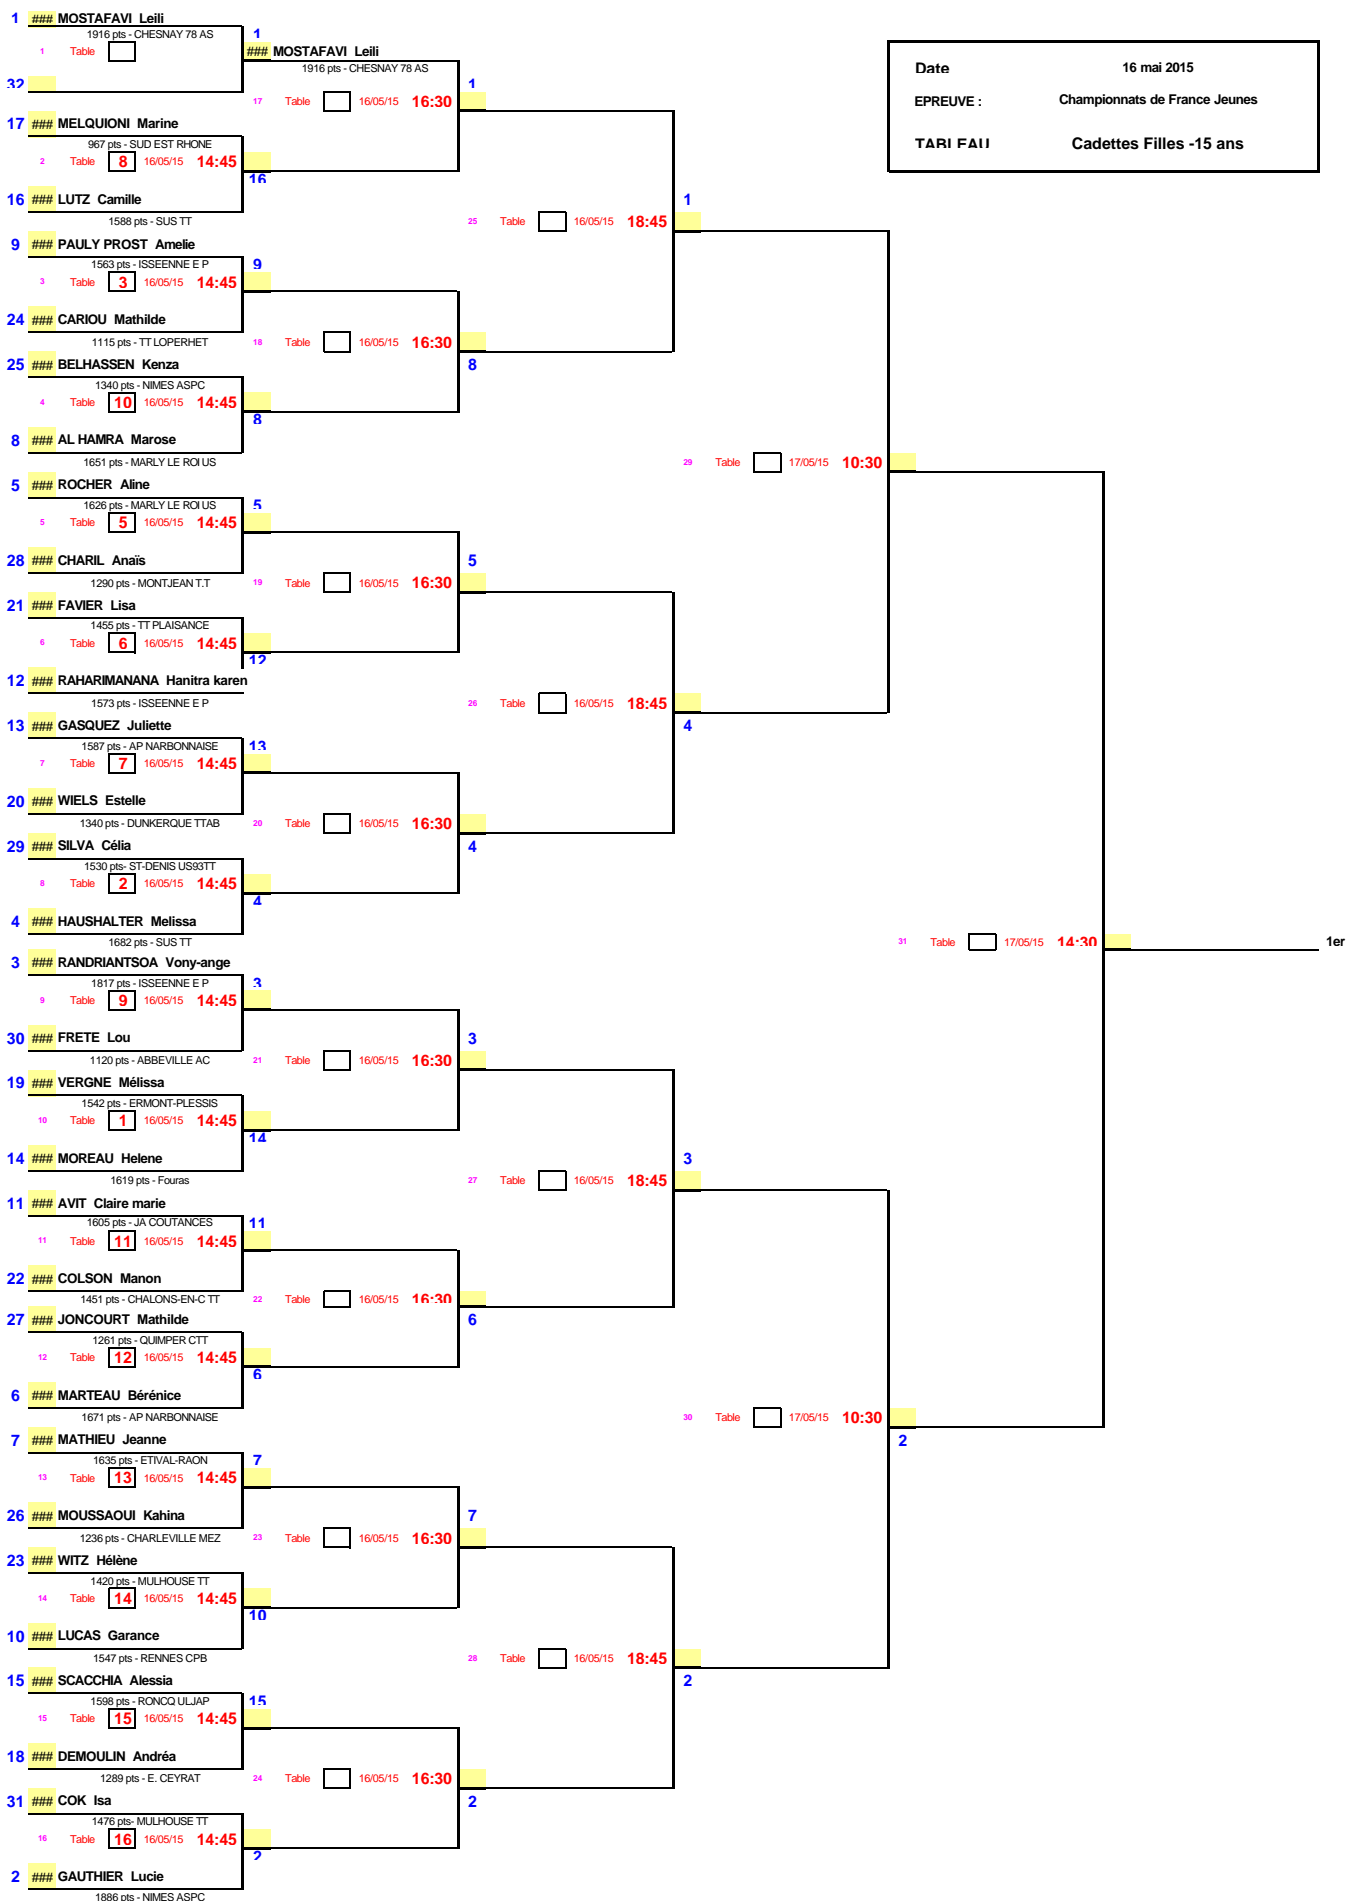 Date 16 mai 2015
EPREUVE : Championnats de France Jeunes
TABLEAU Cadettes Filles -15 ans
1 ### MOSTAFAVI Leili
1916 pts - CHESNAY 78 AS
1 Table
32
1
### MOSTAFAVI Leili
1916 pts - CHESNAY 78 AS
17 Table 16/05/15 16:30
1
17 ### MELQUIONI Marine
967 pts - SUD EST RHONE
2 Table 8 16/05/15 14:45
16
16 ### LUTZ Camille
1588 pts - SUS TT
25 Table 16/05/15 18:45
1
9 ### PAULY PROST Amelie
1563 pts - ISSEENNE E P
3 Table 3 16/05/15 14:45
9
24 ### CARIOU Mathilde
1115 pts - TT LOPERHET
18 Table 16/05/15 16:30
8
25 ### BELHASSEN Kenza
1340 pts - NIMES ASPC
4 Table 10 16/05/15 14:45
8
8 ### AL HAMRA Marose
1651 pts - MARLY LE ROI US
29 Table 17/05/15 10:30
5 ### ROCHER Aline
1626 pts - MARLY LE ROI US
5 Table 5 16/05/15 14:45
5
28 ### CHARIL Anaïs
1290 pts - MONTJEAN T.T
19 Table 16/05/15 16:30
5
21 ### FAVIER Lisa
1455 pts - TT PLAISANCE
6 Table 6 16/05/15 14:45
12
12 ### RAHARIMANANA Hanitra karen
1573 pts - ISSEENNE E P
26 Table 16/05/15 18:45
4
13 ### GASQUEZ Juliette
1587 pts - AP NARBONNAISE
7 Table 7 16/05/15 14:45
13
20 ### WIELS Estelle
1340 pts - DUNKERQUE TTAB
20 Table 16/05/15 16:30
4
29 ### SILVA Célia
1530 pts- ST-DENIS US93TT
8 Table 2 16/05/15 14:45
4
4 ### HAUSHALTER Melissa
1682 pts - SUS TT
31 Table 17/05/15 14:30
1er
3 ### RANDRIANTSOA Vony-ange
1817 pts - ISSEENNE E P
9 Table 9 16/05/15 14:45
3
30 ### FRETE Lou
1120 pts - ABBEVILLE AC
21 Table 16/05/15 16:30
3
19 ### VERGNE Mélissa
1542 pts - ERMONT-PLESSIS
10 Table 1 16/05/15 14:45
14
14 ### MOREAU Helene
1619 pts - Fouras
27 Table 16/05/15 18:45
3
11 ### AVIT Claire marie
1605 pts - JA COUTANCES
11 Table 11 16/05/15 14:45
11
22 ### COLSON Manon
1451 pts - CHALONS-EN-C TT
22 Table 16/05/15 16:30
6
27 ### JONCOURT Mathilde
1261 pts - QUIMPER CTT
12 Table 12 16/05/15 14:45
6
6 ### MARTEAU Bérénice
1671 pts - AP NARBONNAISE
30 Table 17/05/15 10:30
2
7 ### MATHIEU Jeanne
1635 pts - ETIVAL-RAON
13 Table 13 16/05/15 14:45
7
26 ### MOUSSAOUI Kahina
1236 pts - CHARLEVILLE MEZ
23 Table 16/05/15 16:30
7
23 ### WITZ Hélène
1420 pts - MULHOUSE TT
14 Table 14 16/05/15 14:45
10
10 ### LUCAS Garance
1547 pts - RENNES CPB
28 Table 16/05/15 18:45
2
15 ### SCACCHIA Alessia
1598 pts - RONCQ ULJAP
15 Table 15 16/05/15 14:45
15
18 ### DEMOULIN Andréa
1289 pts - E. CEYRAT
24 Table 16/05/15 16:30
2
31 ### COK Isa
1476 pts- MULHOUSE TT
16 Table 16 16/05/15 14:45
2
2 ### GAUTHIER Lucie
1886 pts - NIMES ASPC